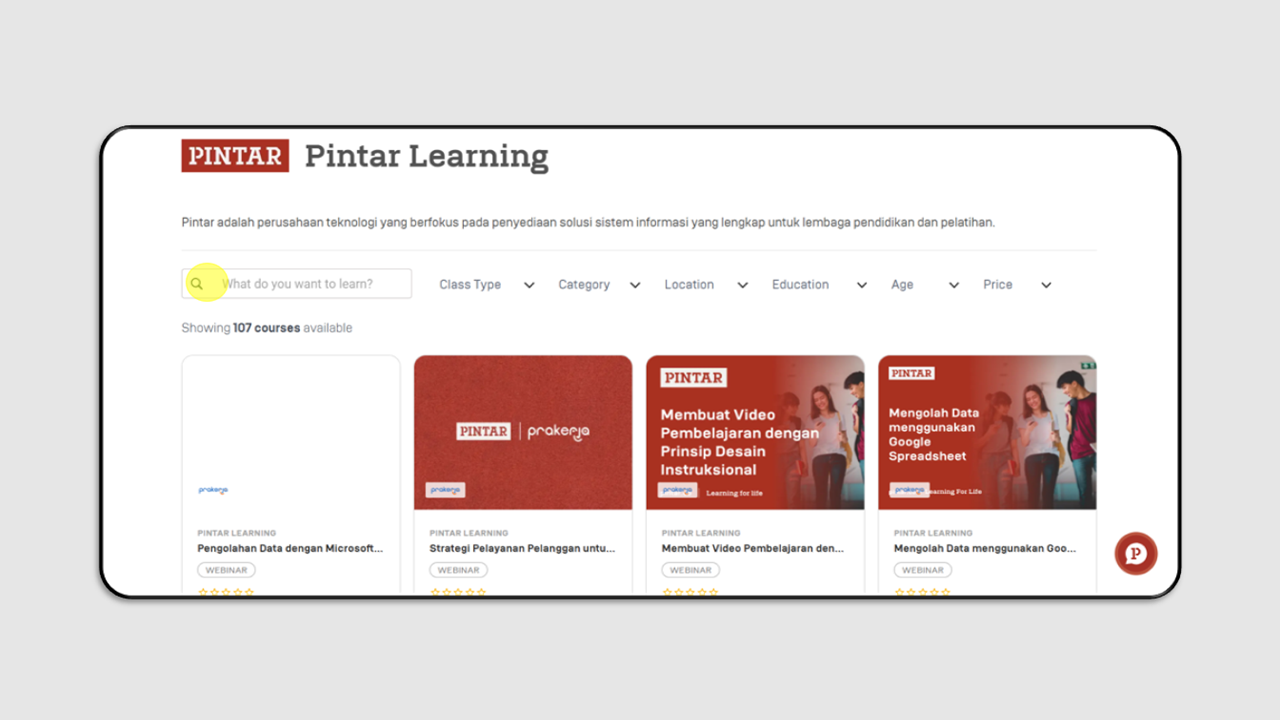 PINTAR Pintar Learning
Pintar adalah perusahaan teknologi yang berfokus pada penyediaan solusi sistem informasi yang lengkap untuk lembaga pendidikan dan pelatihan.
What do you want to learn? Class Type Category Location Education Age Price
Showing 107 courses available
prakerja
PINTAR LEARNING
Pengolahan Data dengan Microsoft...
WEBINAR
PINTAR | prakerja
prakerja
PINTAR LEARNING
Strategi Pelayanan Pelanggan untu...
WEBINAR
PINTAR
Membuat Video
Pembelajaran dengan
Prinsip Desain
Instruksional
prakerja Learning for life
PINTAR LEARNING
Membuat Video Pembelajaran den...
WEBINAR
PINTAR
Mengolah Data
menggunakan
Google
Spreadsheet
prakerja earning For Life
PINTAR LEARNING
Mengolah Data menggunakan Goo...
WEBINAR
P